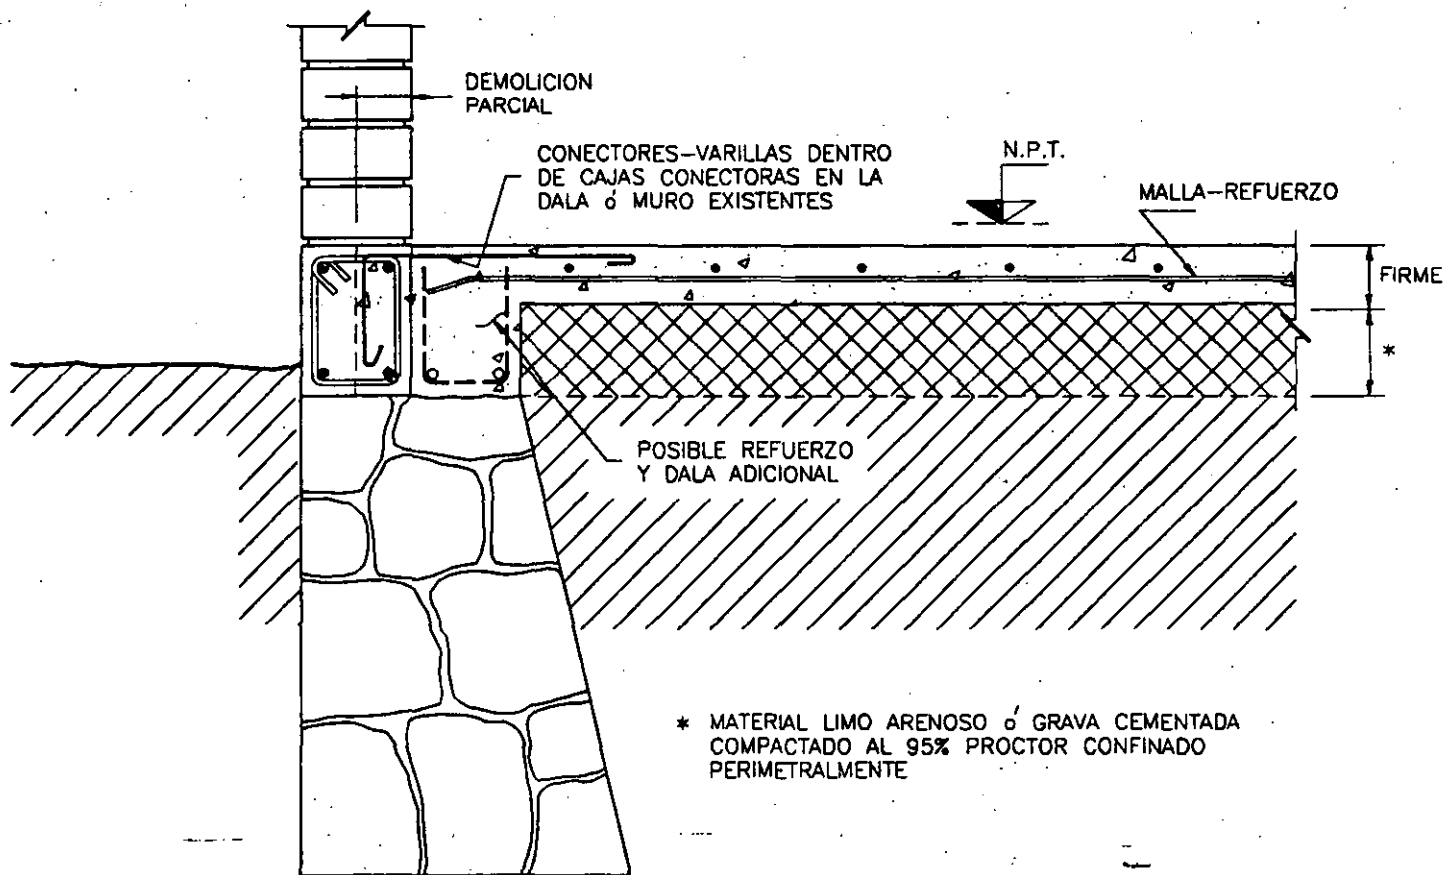 DEMOLICION
PARCIAL
CONECTORES-VARILLAS DENTRO
DE CAJAS CONECTORAS EN LA
DALA ó MURO EXISTENTES
N.P.T.
MALLA-REFUERZO
FIRME
*
POSIBLE REFUERZO
Y DALA ADICIONAL
* MATERIAL LIMO ARENOSO ó GRAVA CEMENTADA
COMPACTADO AL 95% PROCTOR CONFINADO
PERIMETRALMENTE